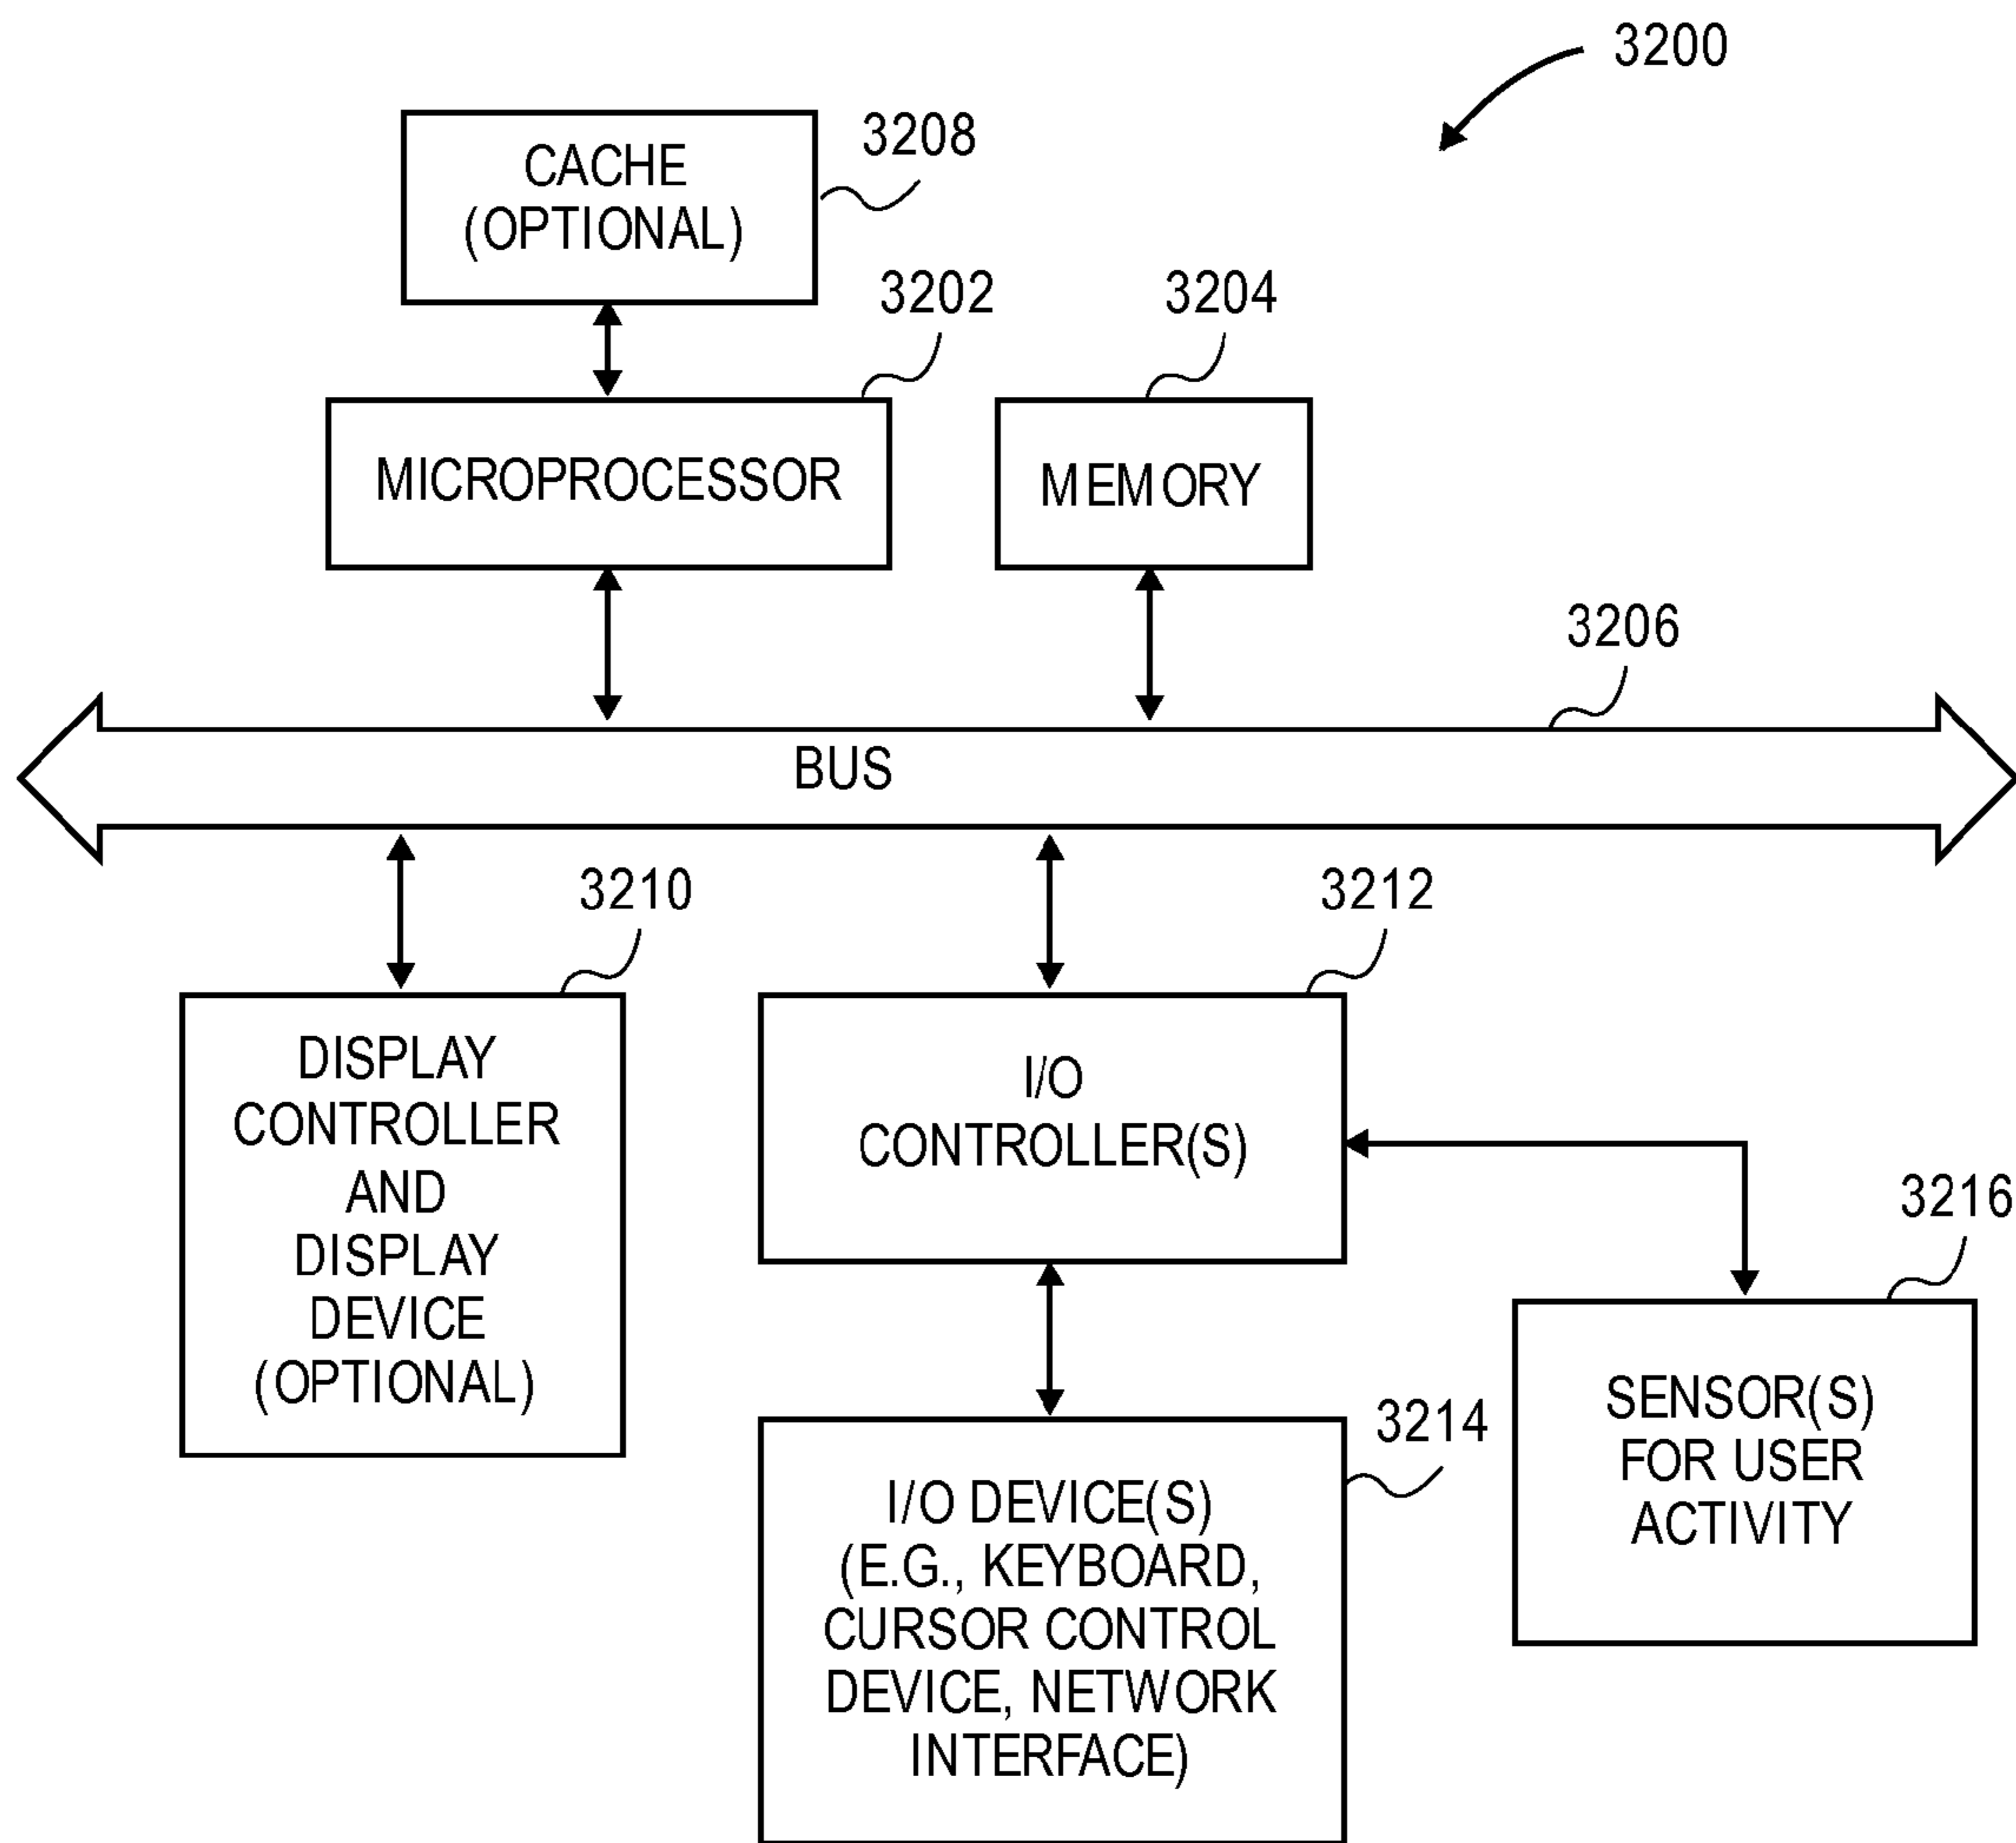 3200
CACHE
(OPTIONAL)
3208
3202
3204
MICROPROCESSOR
MEMORY
3206
BUS
3210
3212
DISPLAY
CONTROLLER
AND
DISPLAY
DEVICE
(OPTIONAL)
I/O
CONTROLLER(S)
3216
SENSOR(S)
FOR USER
ACTIVITY
3214
I/O DEVICE(S)
(E.G., KEYBOARD,
CURSOR CONTROL
DEVICE, NETWORK
INTERFACE)